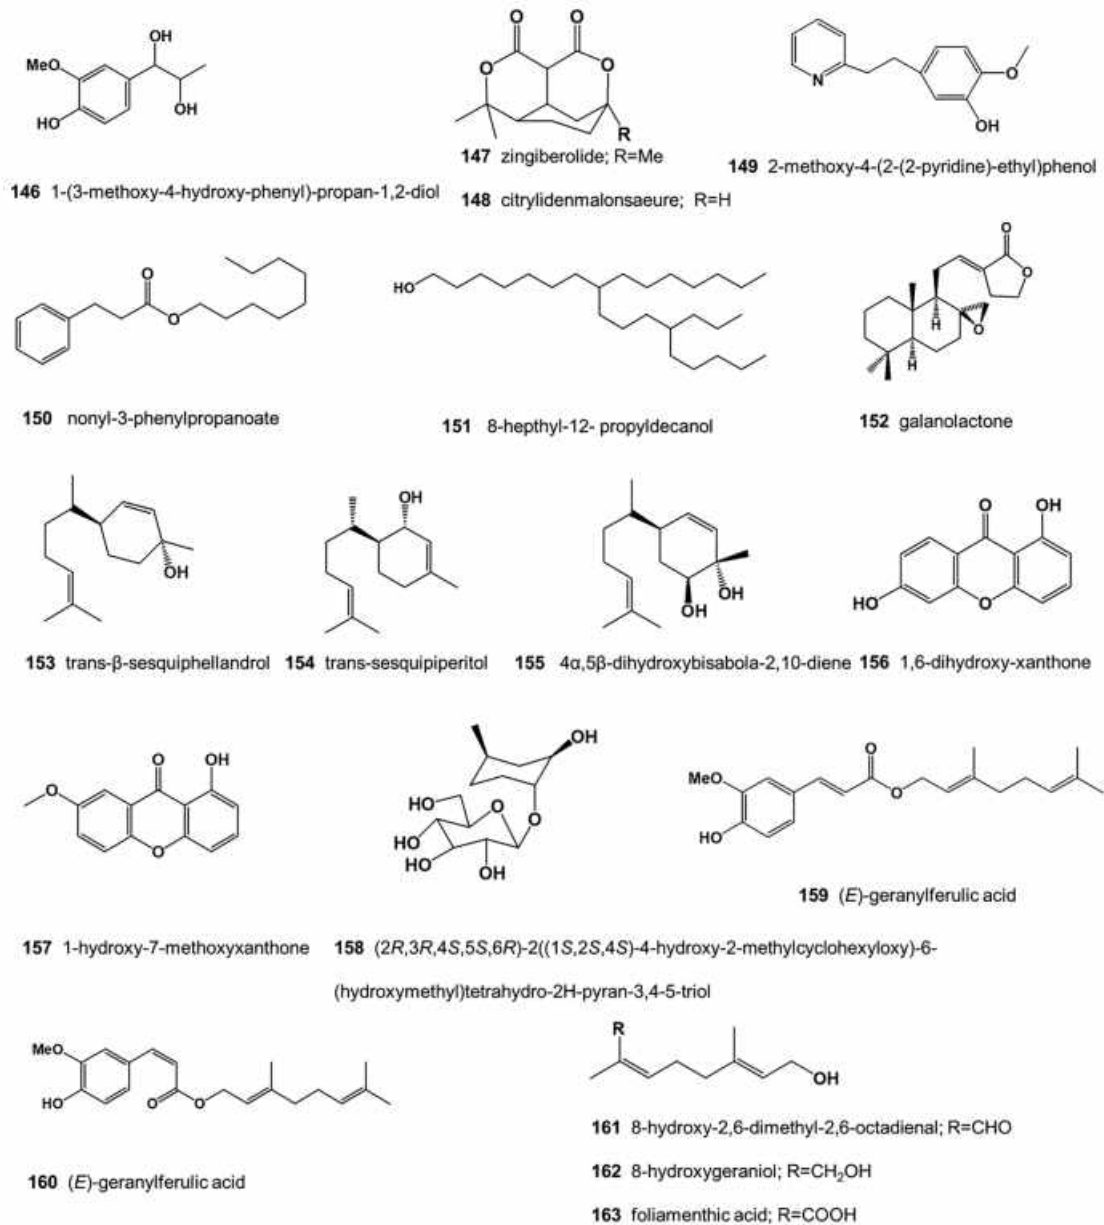 OH
MeO
OH
HO
146 1-(3-methoxy-4-hydroxy-phenyl)-propan-1,2-diol
O O
O O
R
147 zingiberolide; R=Me
148 citrylidenmalonsaeure; R=H
N
O
OH
149 2-methoxy-4-(2-(2-pyridine)-ethyl)phenol
O
O
150 nonyl-3-phenylpropanoate
HO
151 8-hepthyl-12- propyldecanol
O
O
H
O
H
152 galanolactone
OH
153 trans-β-sesquiphellandrol
OH
154 trans-sesquipiperitol
OH
OH
155 4α,5β-dihydroxybisabola-2,10-diene
O OH
HO O
156 1,6-dihydroxy-xanthone
O OH
O
O
157 1-hydroxy-7-methoxyxanthone
OH
HO
O
O
HO
HO
OH
158 (2R,3R,4S,5S,6R)-2((1S,2S,4S)-4-hydroxy-2-methylcyclohexyloxy)-6-
(hydroxymethyl)tetrahydro-2H-pyran-3,4-5-triol
O
MeO
O
HO
159 (E)-geranylferulic acid
MeO
HO
O O
160 (E)-geranylferulic acid
R
OH
161 8-hydroxy-2,6-dimethyl-2,6-octadienal; R=CHO
162 8-hydroxygeraniol; R=CH₂OH
163 foliamenthic acid; R=COOH